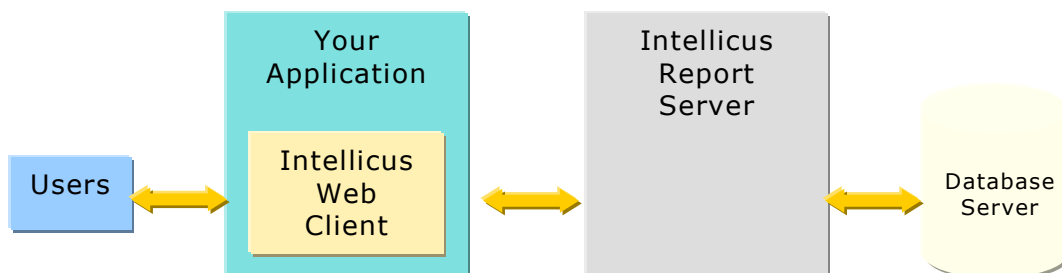 Users
Your
Application
Intellicus
Web
Client
Intellicus
Report
Server
Database
Server